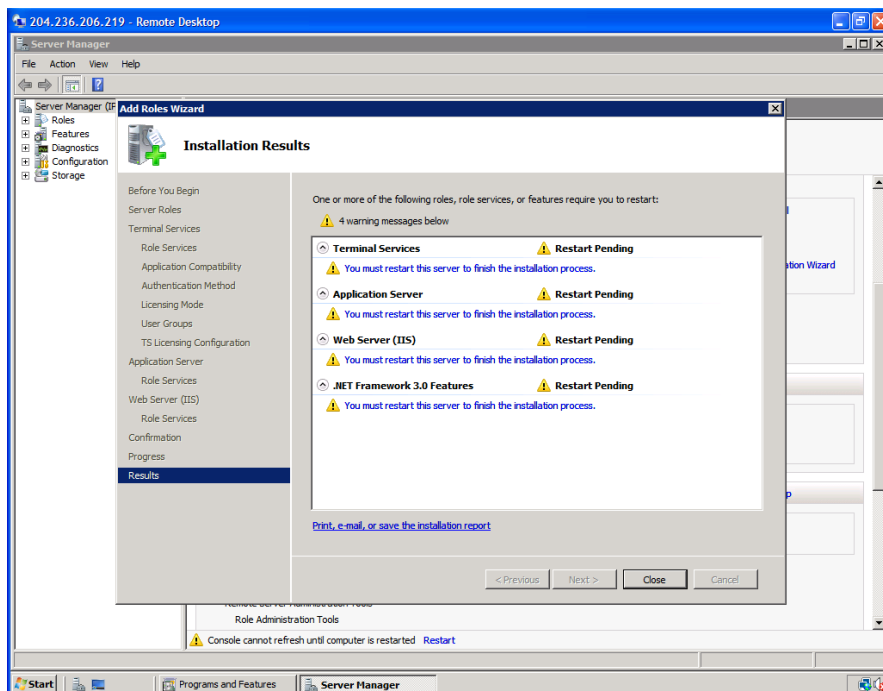 204.236.206.219 - Remote Desktop
Server Manager
File Action View Help
Server Manager (IP
Roles
Features
Diagnostics
Configuration
Storage
Add Roles Wizard
Installation Results
Before You Begin
Server Roles
Terminal Services
Role Services
Application Compatibility
Authentication Method
Licensing Mode
User Groups
TS Licensing Configuration
Application Server
Role Services
Web Server (IIS)
Role Services
Confirmation
Progress
Results
One or more of the following roles, role services, or features require you to restart:
4 warning messages below
Terminal Services Restart Pending
You must restart this server to finish the installation process.
Application Server Restart Pending
You must restart this server to finish the installation process.
Web Server (IIS) Restart Pending
You must restart this server to finish the installation process.
.NET Framework 3.0 Features Restart Pending
You must restart this server to finish the installation process.
Print, e-mail, or save the installation report
< Previous Next > Close Cancel
ation Wizard
p
Role Administration Tools
Console cannot refresh until computer is restarted Restart
Start Programs and Features Server Manager